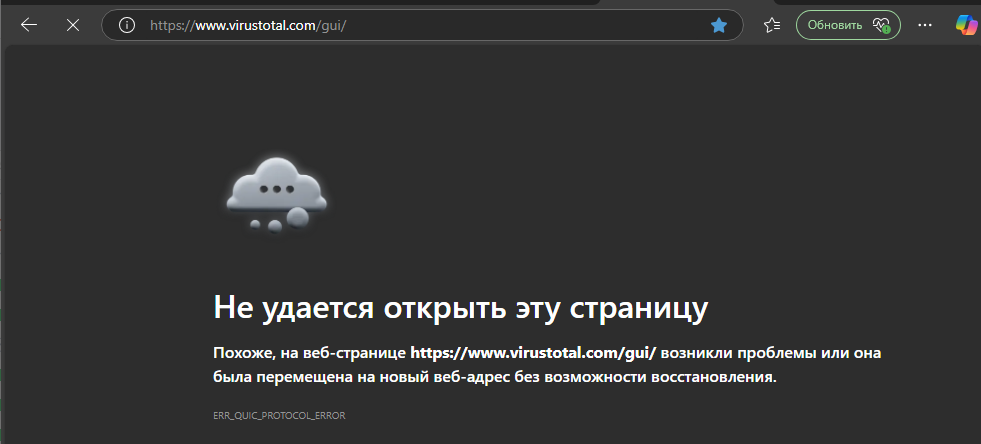 https://www.virustotal.com/gui/
Обновить
Не удается открыть эту страницу
Похоже, на веб-странице https://www.virustotal.com/gui/ возникли проблемы или она
была перемещена на новый веб-адрес без возможности восстановления.
ERR_QUIC_PROTOCOL_ERROR